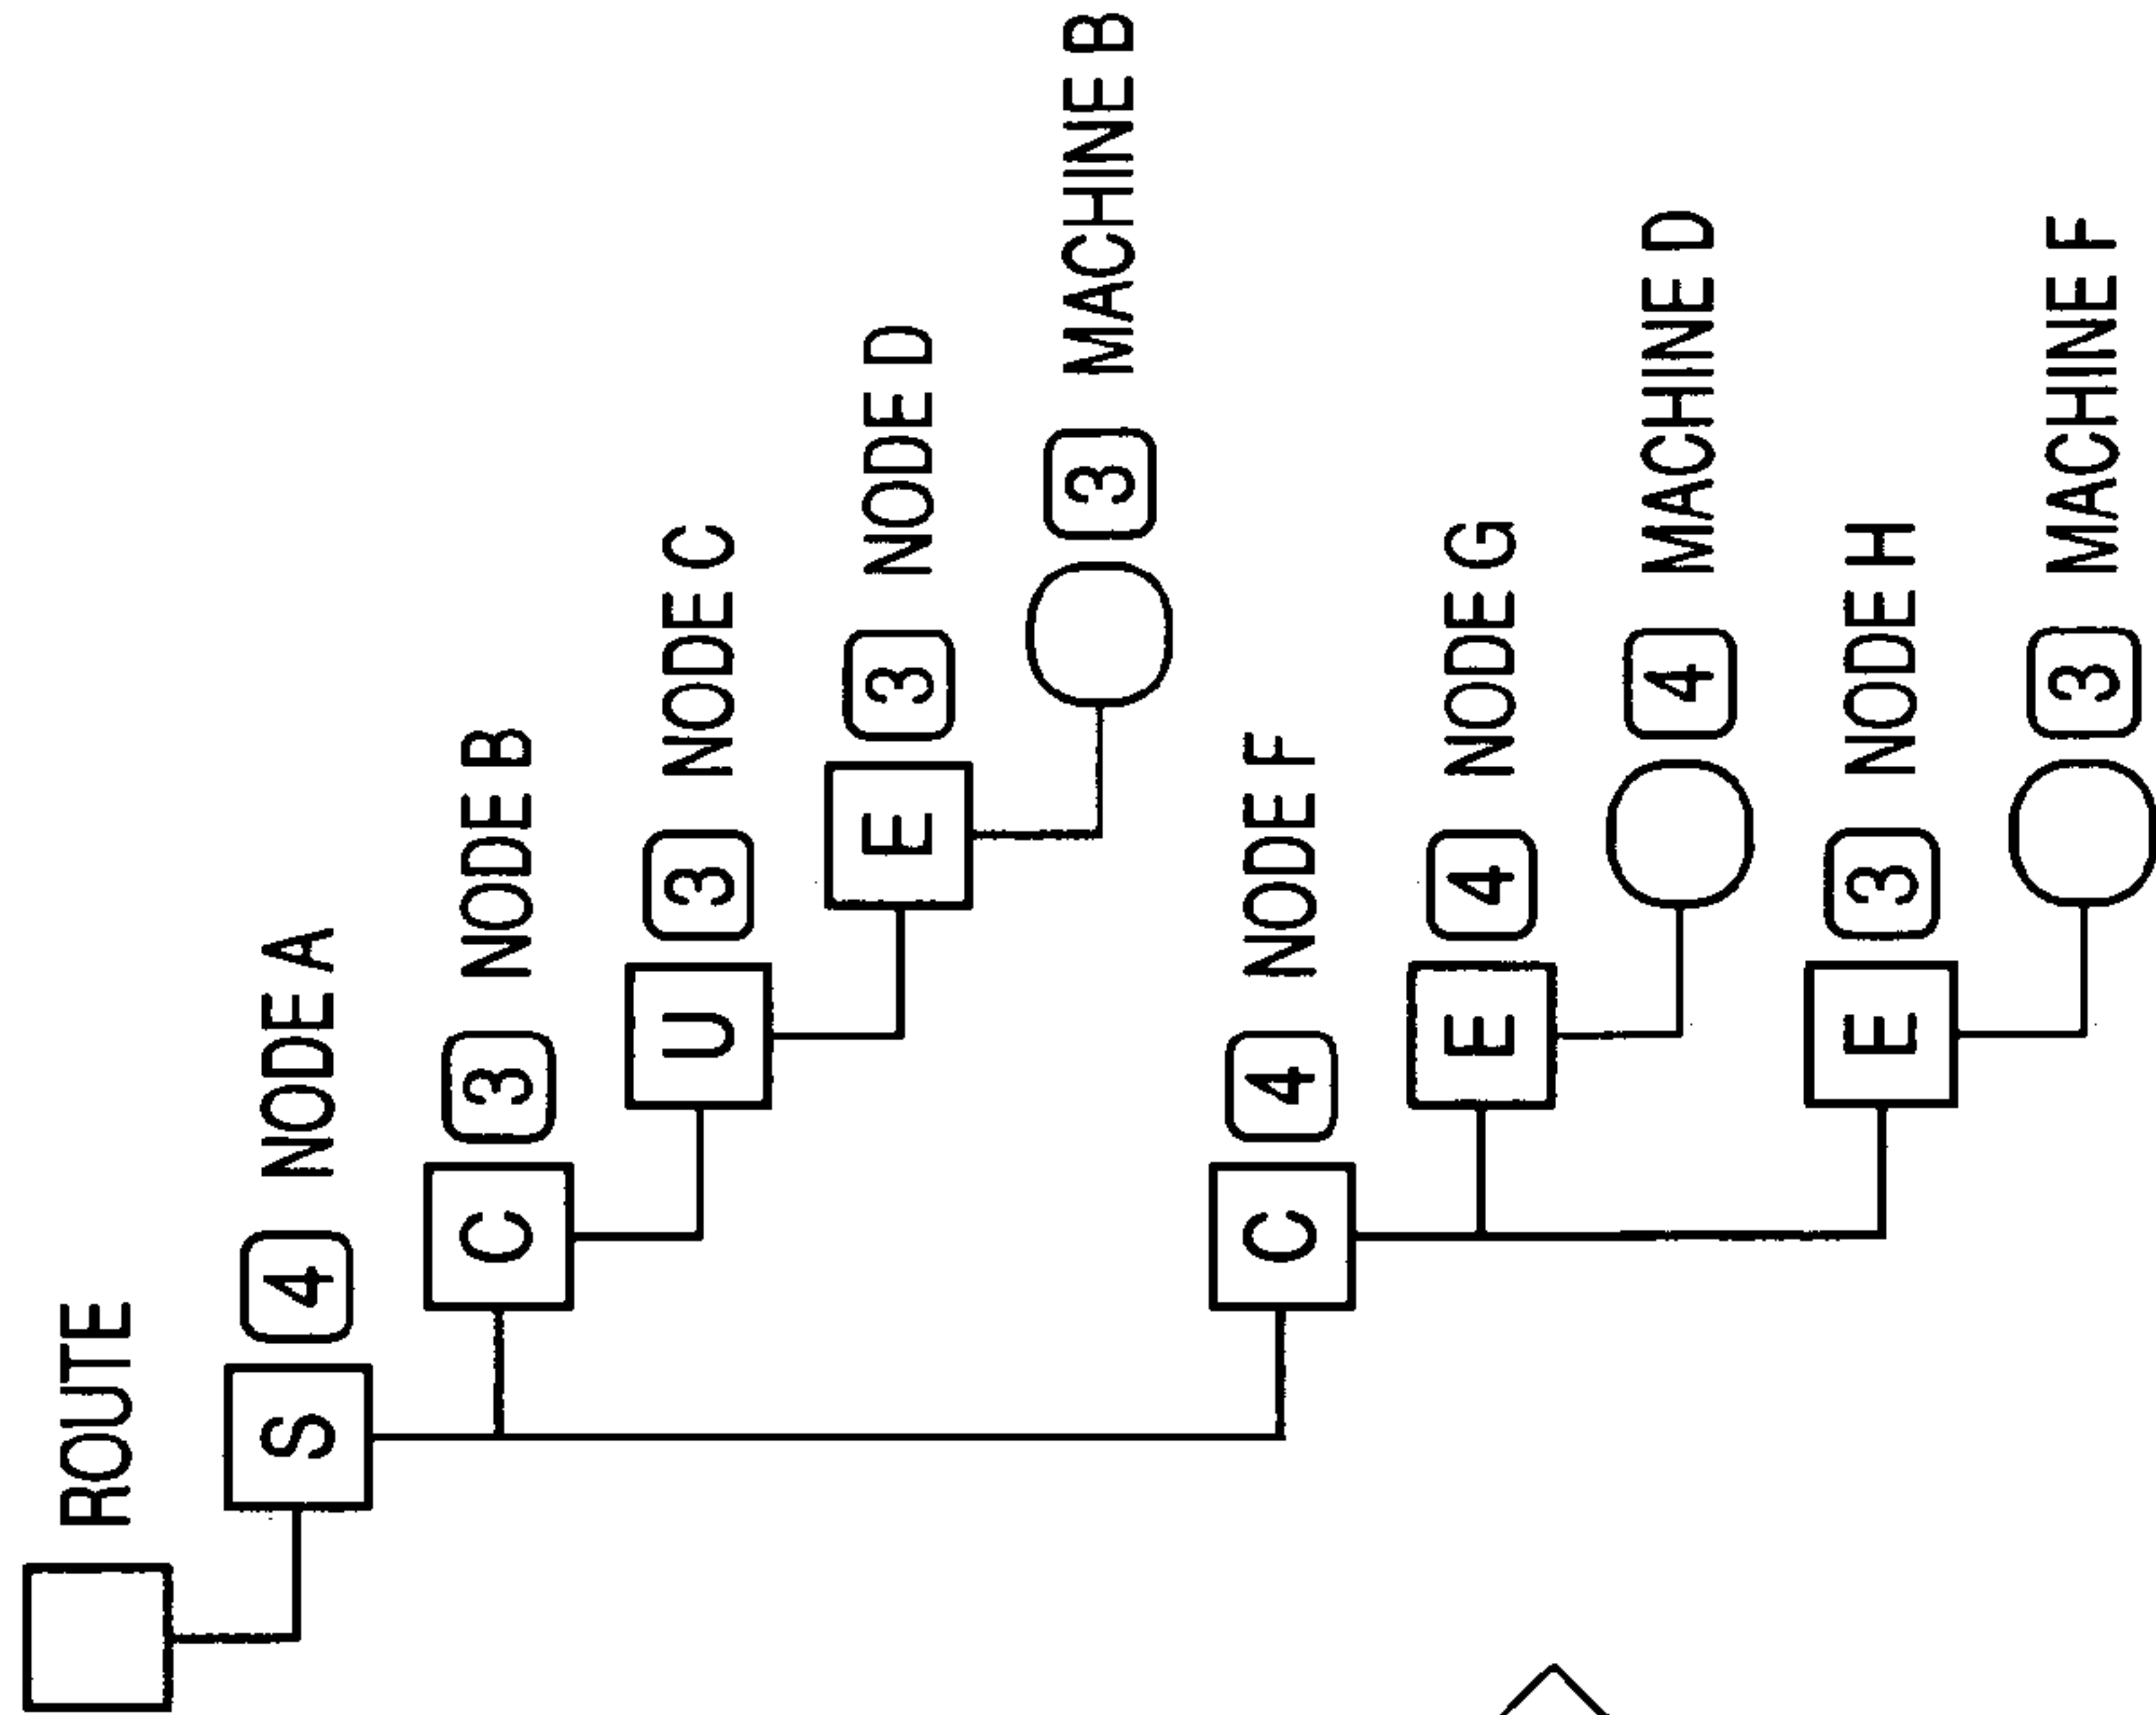 ROUTE
S 4 NODE A
C 3 NODE B
U 3 NODE C
E 3 NODE D
3 MACHINE B
C 4 NODE F
E 4 NODE G
4 MACHINE D
E 3 NODE H
3 MACHINE F